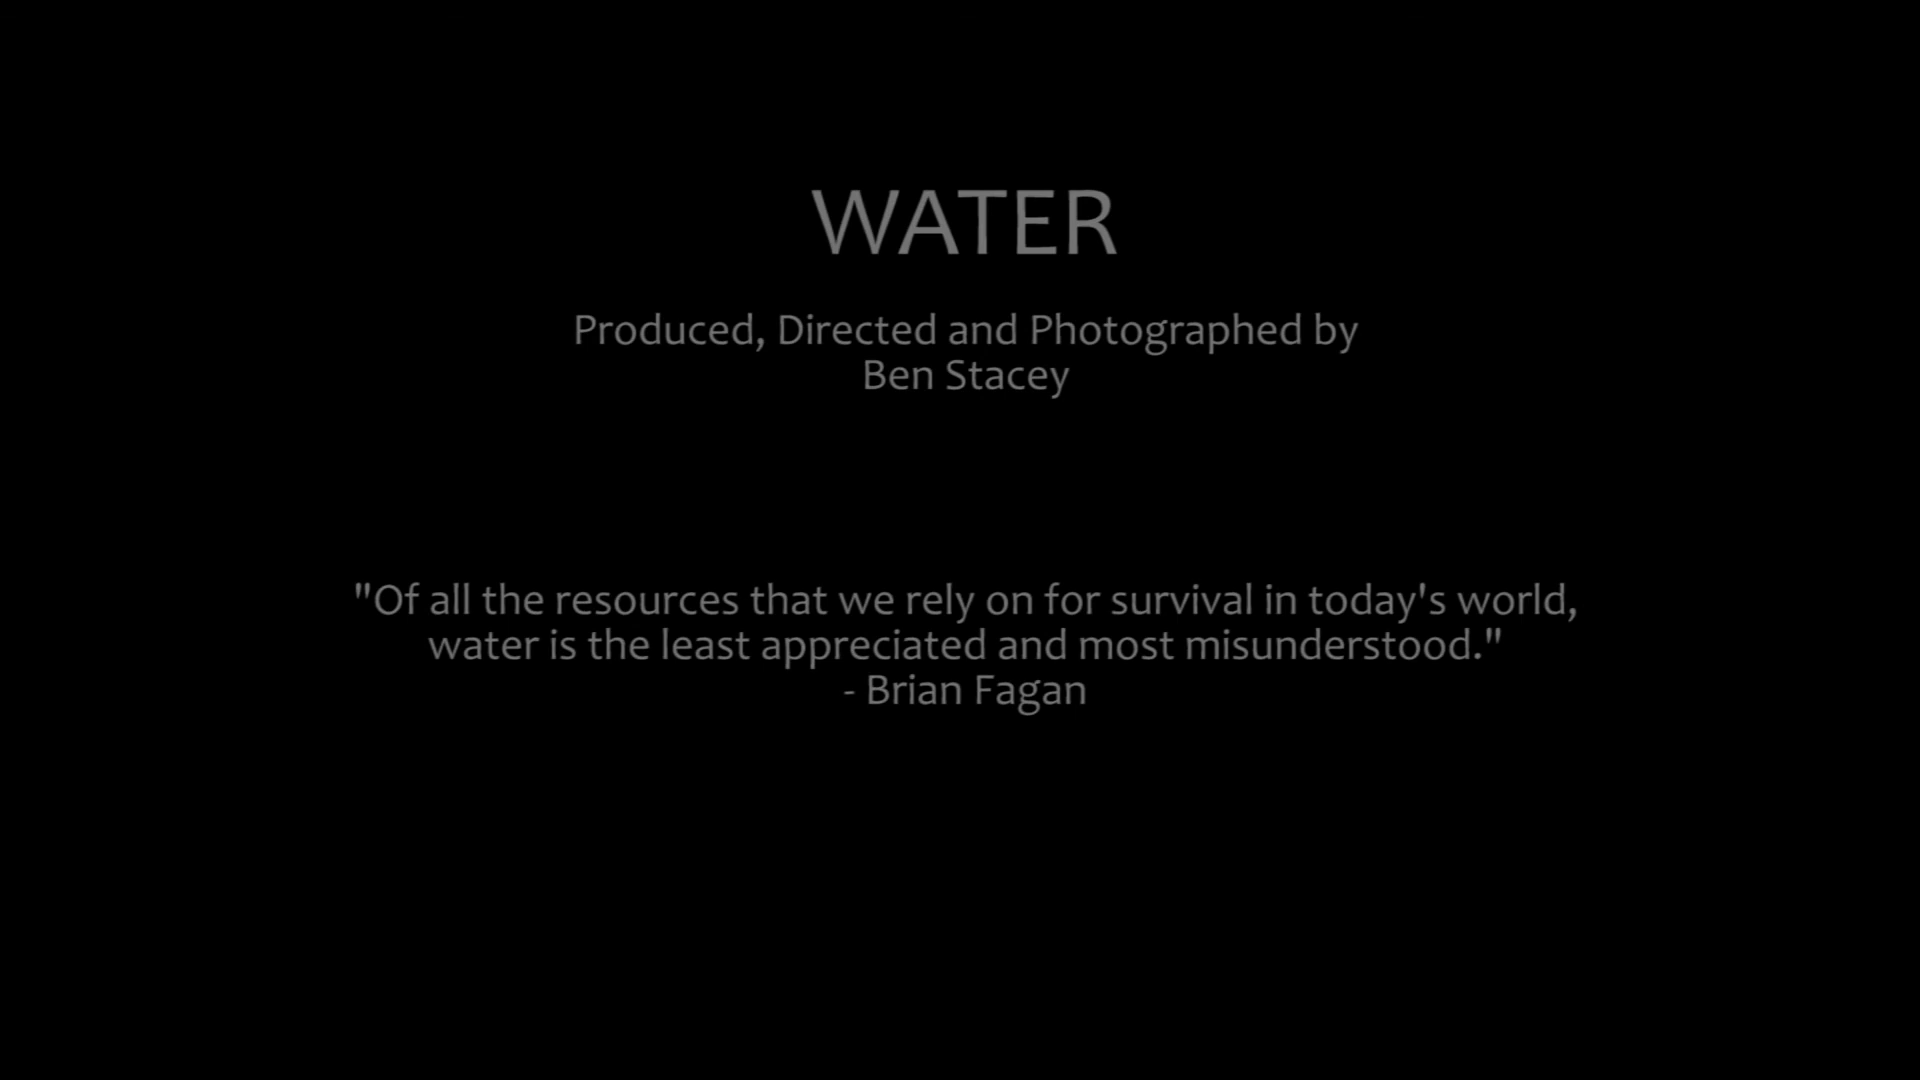 WATER
Produced, Directed and Photographed by
Ben Stacey
"Of all the resources that we rely on for survival in today's world,
water is the least appreciated and most misunderstood."
- Brian Fagan